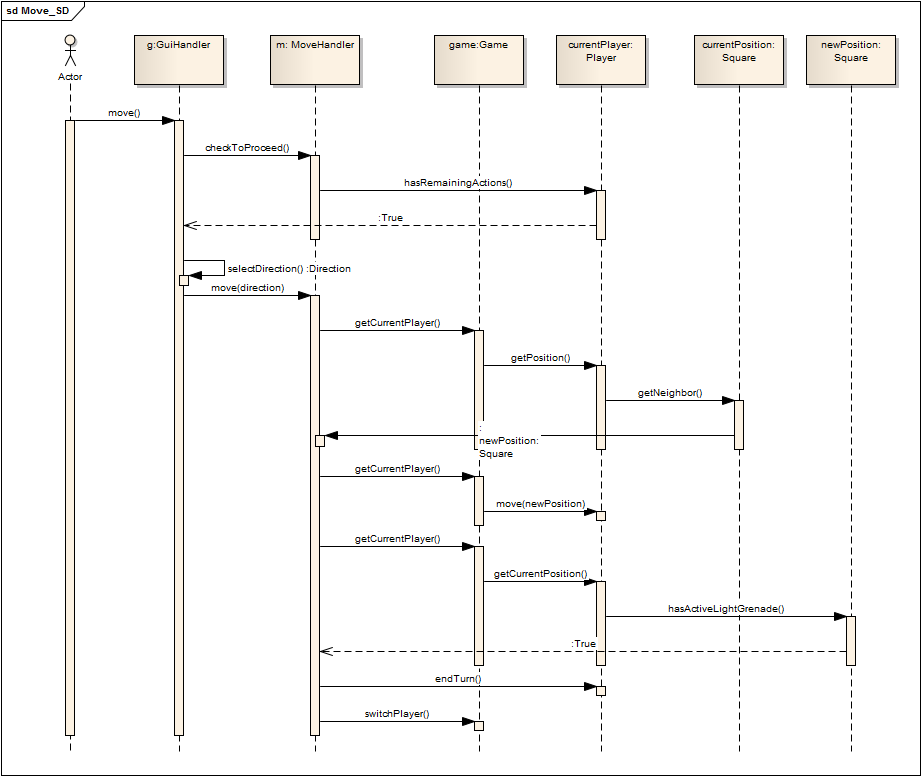 sd Move_SD
g:GuiHandler
m: MoveHandler
game:Game
currentPlayer:
Player
currentPosition:
Square
newPosition:
Square
Actor
move()
checkToProceed()
hasRemainingActions()
:True
selectDirection() :Direction
move(direction)
getCurrentPlayer()
getPosition()
getNeighbor()
:
newPosition:
Square
getCurrentPlayer()
move(newPosition)
getCurrentPlayer()
getCurrentPosition()
hasActiveLightGrenade()
:True
endTurn()
switchPlayer()